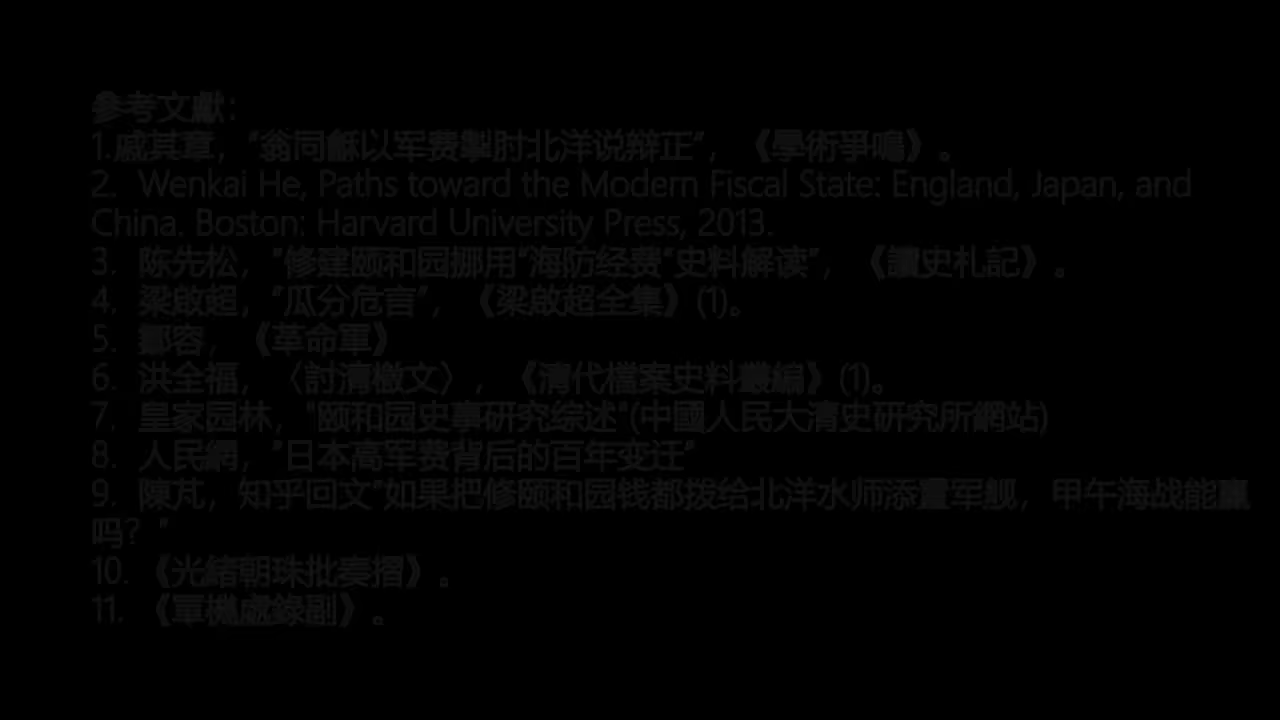 參考文獻：
1.戚其章，“翁同龢以军费掣肘北洋说辩正”，《學術爭鳴》。
2. Wenkai He, Paths toward the Modern Fiscal State: England, Japan, and
China. Boston: Harvard University Press, 2013.
3. 陈先松，"修建颐和园挪用“海防经费”史料解读”，《讀史札記》。
4. 梁啟超，“瓜分危言”，《梁啟超全集》(1)。
5. 鄒容，《革命軍》
6. 洪全福，〈討清檄文〉，《清代檔案史料叢編》(1)。
7. 皇家园林，"颐和园史事研究综述"(中國人民大清史研究所網站)
8. 人民網，"日本高军费背后的百年变迁”
9. 陳芃，知乎回文"如果把修颐和园钱都拨给北洋水师添置军舰，甲午海战能赢
吗？”
10. 《光緒朝珠批奏摺》。
11. 《軍機處錄副》。